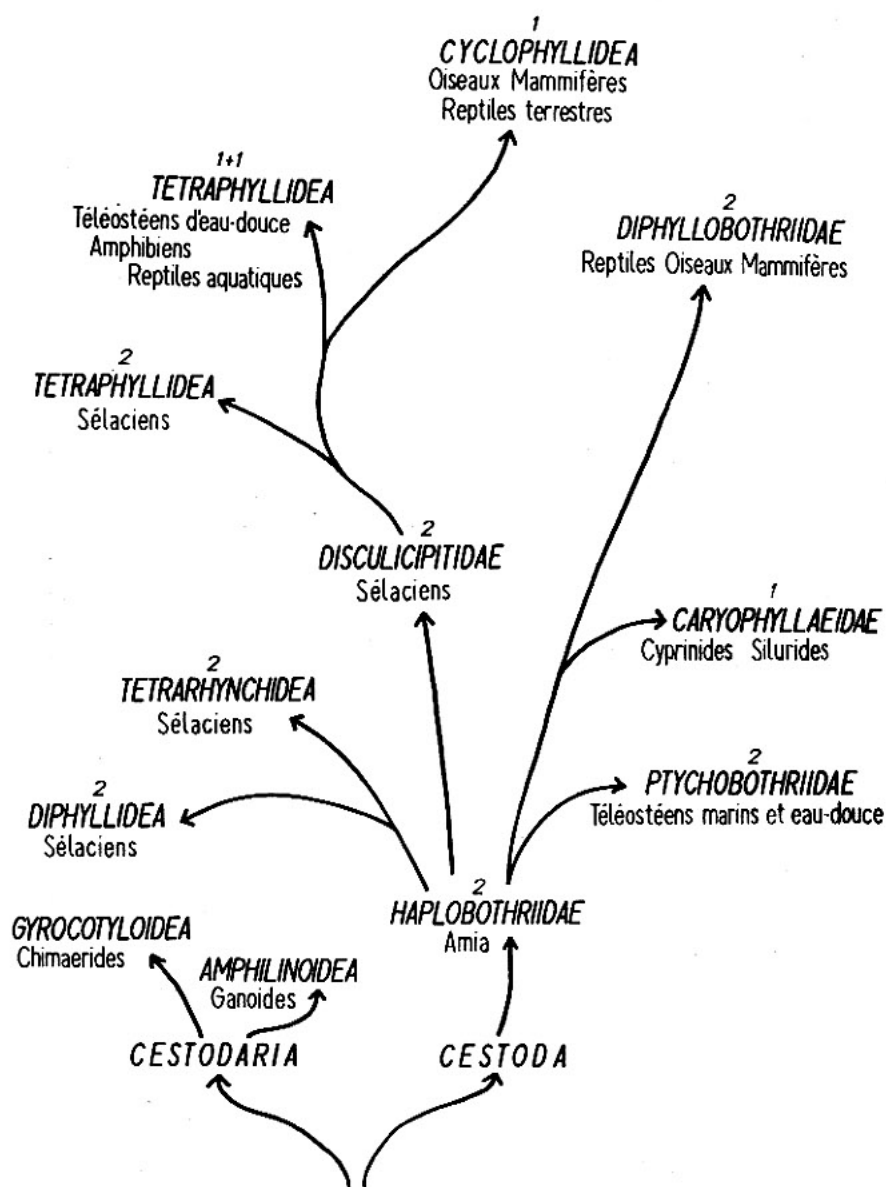 1
CYCLOPHYLLIDEA
Oiseaux Mammifères
Reptiles terrestres
1+1
TETRAPHYLLIDEA
Téléostéens d'eau-douce
Amphibiens
Reptiles aquatiques
2
DIPHYLLOBOTHRIIDAE
Reptiles Oiseaux Mammifères
2
TETRAPHYLLIDEA
Sélaciens
2
DISCULICIPITIDAE
Sélaciens
1
CARYOPHYLLAEIDAE
Cyprinides Silurides
2
TETRARHYNCHIDEA
Sélaciens
2
PTYCHOBOTHRIIDAE
Téléostéens marins et eau-douce
2
DIPHYLLIDEA
Sélaciens
2
HAPLOBOTHRIIDAE
Amia
GYROCOTYLOIDEA
Chimaerides
AMPHILINOIDEA
Ganoides
CESTODARIA
CESTODA